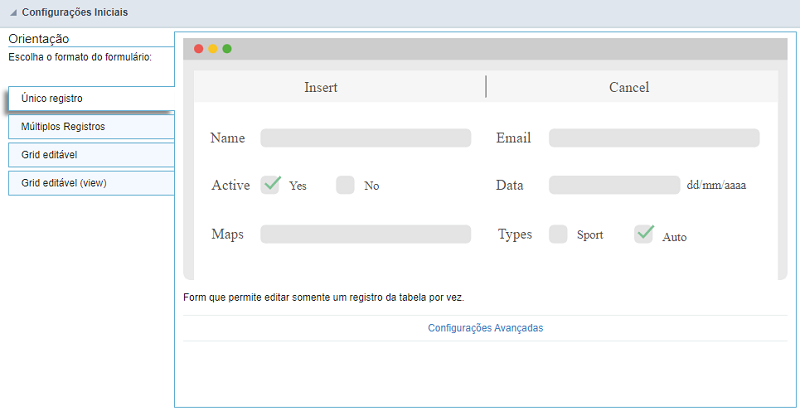 Configurações Iniciais
Orientação
Escolha o formato do formulário:
Único registro
Múltiplos Registros
Grid editável
Grid editável (view)
Insert Cancel
Name Email
Active Yes No Data dd/mm/aaaa
Maps Types Sport Auto
Form que permite editar somente um registro da tabela por vez.
Configurações Avançadas